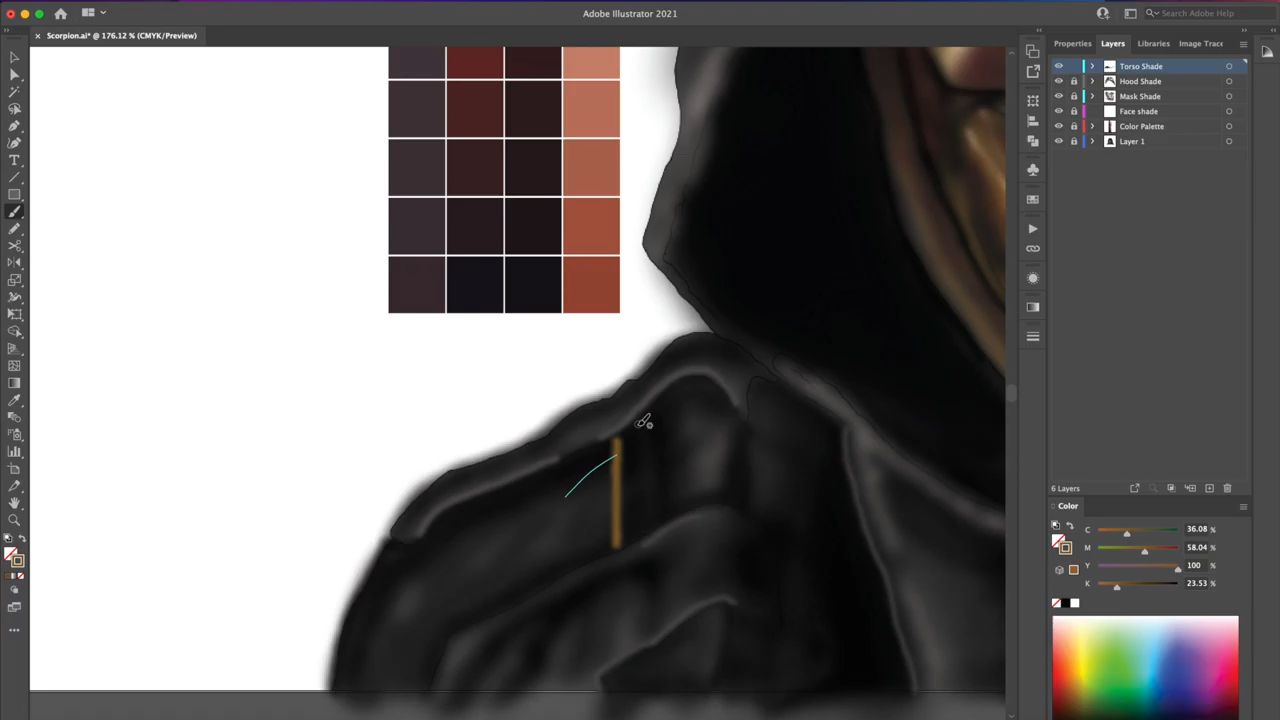 Adobe Illustrator 2021
Search Adobe Help
× Scorpion.ai* @ 176.12 % (CMYK/Preview)
Properties Layers Libraries Image Trace
Torso Shade
Hood Shade
Mask Shade
Face shade
Color Palette
Layer 1
6 Layers
Color
C 36.08 %
M 58.04 %
Y 100 %
K 23.53 %